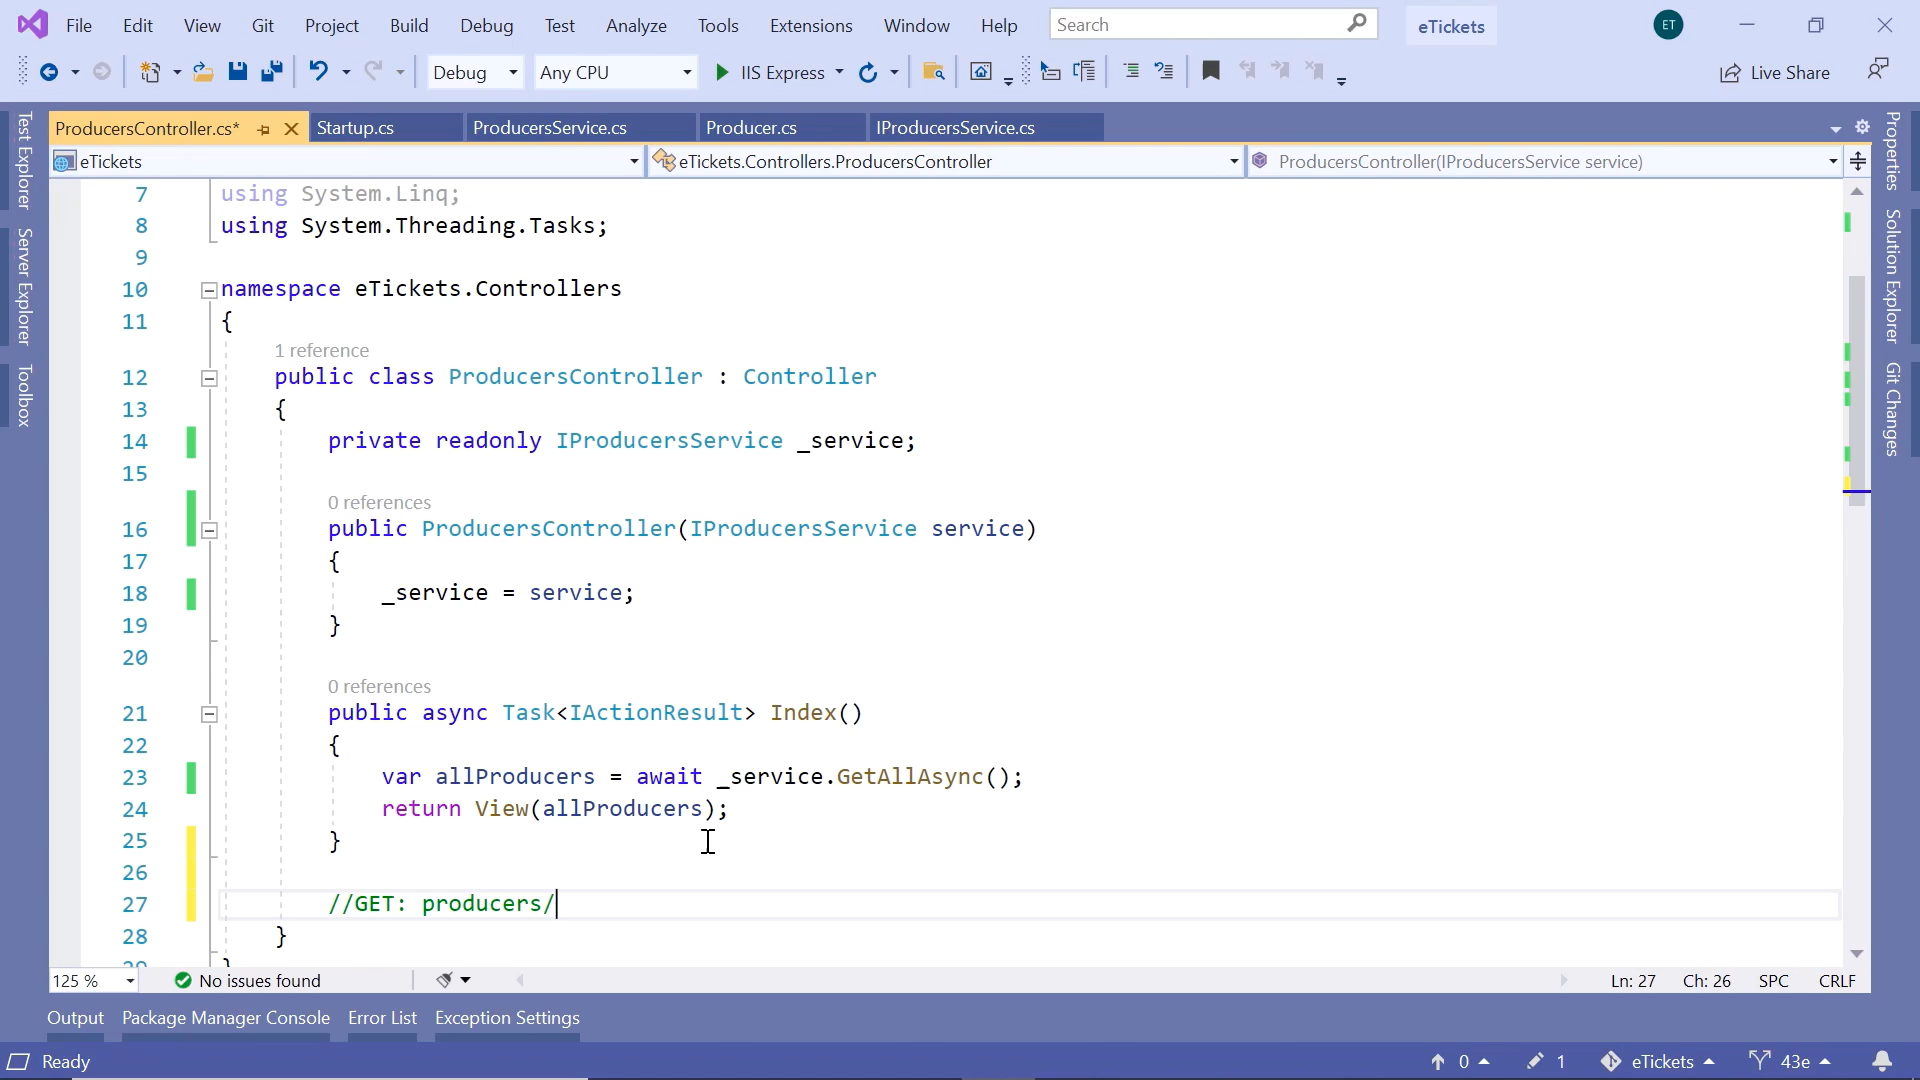 File Edit View Git Project Build Debug Test Analyze Tools Extensions Window Help Search eTickets ET
Debug Any CPU IIS Express Live Share
ProducersController.cs* Startup.cs ProducersService.cs Producer.cs IProducersService.cs
eTickets eTickets.Controllers.ProducersController ProducersController(IProducersService service)
Test Explorer
Server Explorer
Toolbox
7 using System.Linq;
8 using System.Threading.Tasks;
9
10 namespace eTickets.Controllers
11 {
1 reference
12 public class ProducersController : Controller
13 {
14 private readonly IProducersService _service;
15
0 references
16 public ProducersController(IProducersService service)
17 {
18 _service = service;
19 }
20
0 references
21 public async Task<IActionResult> Index()
22 {
23 var allProducers = await _service.GetAllAsync();
24 return View(allProducers);
25 }
26
27 //GET: producers/
28 }
Properties
Solution Explorer
Git Changes
125 % No issues found Ln: 27 Ch: 26 SPC CRLF
Output Package Manager Console Error List Exception Settings
Ready 0 1 eTickets 43e